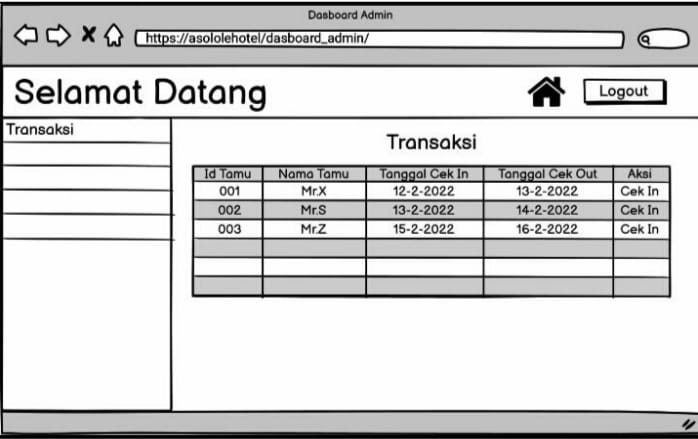 Dasboard Admin
https://asololehotel/dasboard_admin/
Selamat Datang
Logout
Transaksi
Transaksi
Id Tamu Nama Tamu Tanggal Cek In Tanggal Cek Out Aksi
001 Mr.X 12-2-2022 13-2-2022 Cek In
002 Mr.S 13-2-2022 14-2-2022 Cek In
003 Mr.Z 15-2-2022 16-2-2022 Cek In